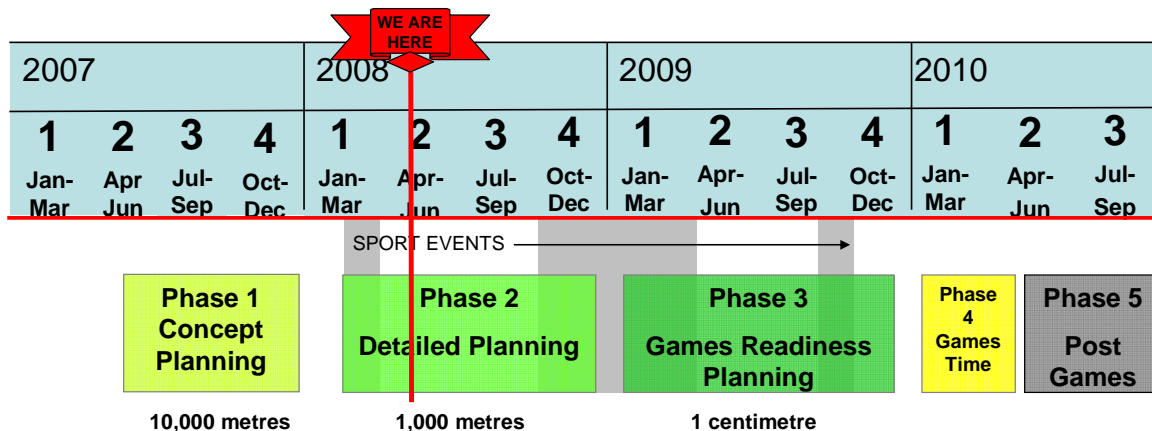 WE ARE
HERE
2007 2008 2009 2010
1 2 3 4 1 2 3 4 1 2 3 4 1 2 3
Jan- Apr Jul- Oct- Jan- Apr- Jul- Oct- Jan- Apr- Jul- Oct- Jan- Apr- Jul-
Mar Jun Sep Dec Mar Jun Sep Dec Mar Jun Sep Dec Mar Jun Sep
SPORT EVENTS
Phase 1
Concept
Planning
Phase 2
Detailed Planning
Phase 3
Games Readiness
Planning
Phase
4
Games
Time
Phase 5
Post
Games
10,000 metres 1,000 metres 1 centimetre